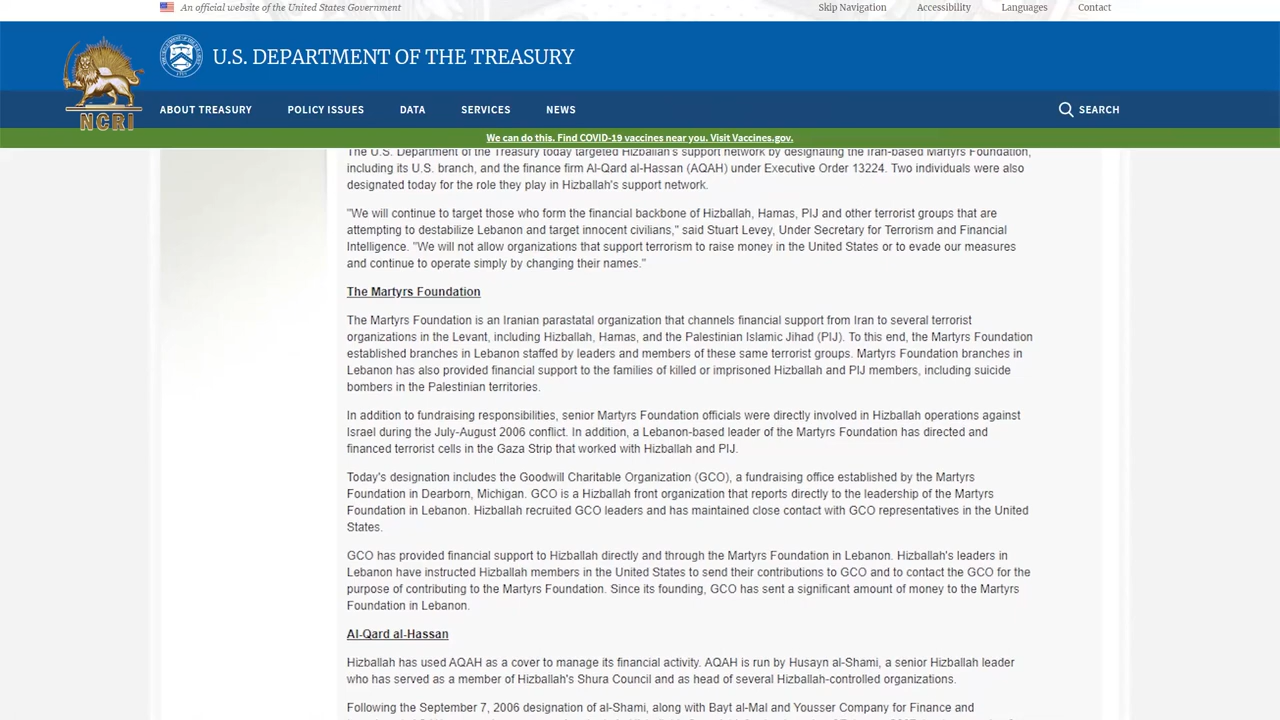 An official website of the United States Government
Skip Navigation
Accessibility
Languages
Contact
U.S. DEPARTMENT OF THE TREASURY
NCRI
ABOUT TREASURY
POLICY ISSUES
DATA
SERVICES
NEWS
SEARCH
We can do this. Find COVID-19 vaccines near you. Visit Vaccines.gov.
The U.S. Department of the Treasury today targeted Hizballah's support network by designating the Iran-based Martyrs Foundation,
including its U.S. branch, and the finance firm Al-Qard al-Hassan (AQAH) under Executive Order 13224. Two individuals were also
designated today for the role they play in Hizballah's support network.
"We will continue to target those who form the financial backbone of Hizballah, Hamas, PIJ and other terrorist groups that are
attempting to destabilize Lebanon and target innocent civilians," said Stuart Levey, Under Secretary for Terrorism and Financial
Intelligence. "We will not allow organizations that support terrorism to raise money in the United States or to evade our measures
and continue to operate simply by changing their names."
The Martyrs Foundation
The Martyrs Foundation is an Iranian parastatal organization that channels financial support from Iran to several terrorist
organizations in the Levant, including Hizballah, Hamas, and the Palestinian Islamic Jihad (PIJ). To this end, the Martyrs Foundation
established branches in Lebanon staffed by leaders and members of these same terrorist groups. Martyrs Foundation branches in
Lebanon has also provided financial support to the families of killed or imprisoned Hizballah and PIJ members, including suicide
bombers in the Palestinian territories.
In addition to fundraising responsibilities, senior Martyrs Foundation officials were directly involved in Hizballah operations against
Israel during the July-August 2006 conflict. In addition, a Lebanon-based leader of the Martyrs Foundation has directed and
financed terrorist cells in the Gaza Strip that worked with Hizballah and PIJ.
Today's designation includes the Goodwill Charitable Organization (GCO), a fundraising office established by the Martyrs
Foundation in Dearborn, Michigan. GCO is a Hizballah front organization that reports directly to the leadership of the Martyrs
Foundation in Lebanon. Hizballah recruited GCO leaders and has maintained close contact with GCO representatives in the United
States.
GCO has provided financial support to Hizballah directly and through the Martyrs Foundation in Lebanon. Hizballah's leaders in
Lebanon have instructed Hizballah members in the United States to send their contributions to GCO and to contact the GCO for the
purpose of contributing to the Martyrs Foundation. Since its founding, GCO has sent a significant amount of money to the Martyrs
Foundation in Lebanon.
Al-Qard al-Hassan
Hizballah has used AQAH as a cover to manage its financial activity. AQAH is run by Husayn al-Shami, a senior Hizballah leader
who has served as a member of Hizballah's Shura Council and as head of several Hizballah-controlled organizations.
Following the September 7, 2006 designation of al-Shami, along with Bayt al-Mal and Yousser Company for Finance and